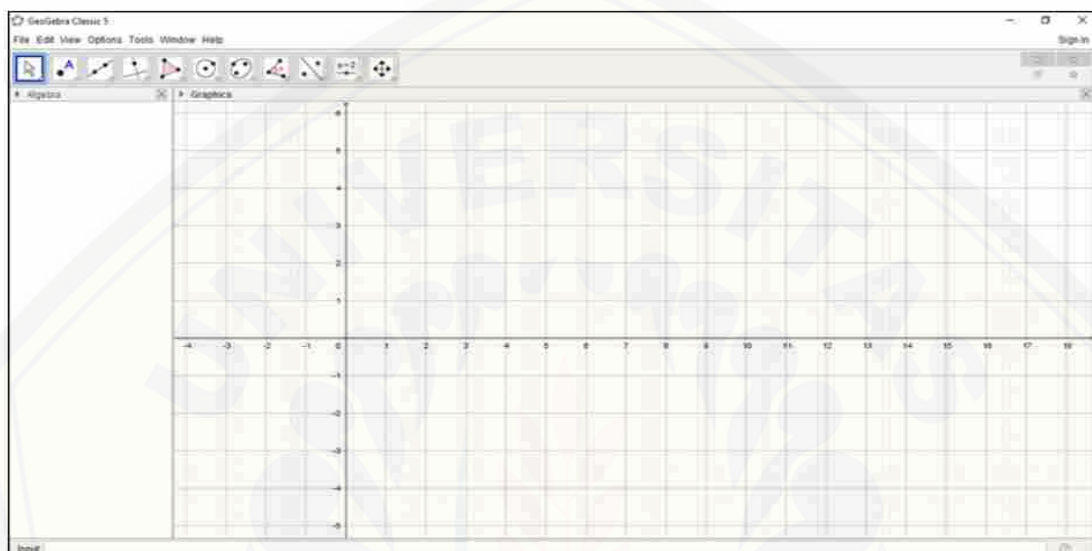 GeoGebra Classic 5
File Edit View Options Tools Window Help
Sign in
A
a=2
Algebra
Graphics
6
5
4
3
2
1
-4 -3 -2 -1 0 1 2 3 4 5 6 7 8 9 10 11 12 13 14 15 16 17 18
-1
-2
-3
-4
-5
Input
UNIVERSITAS